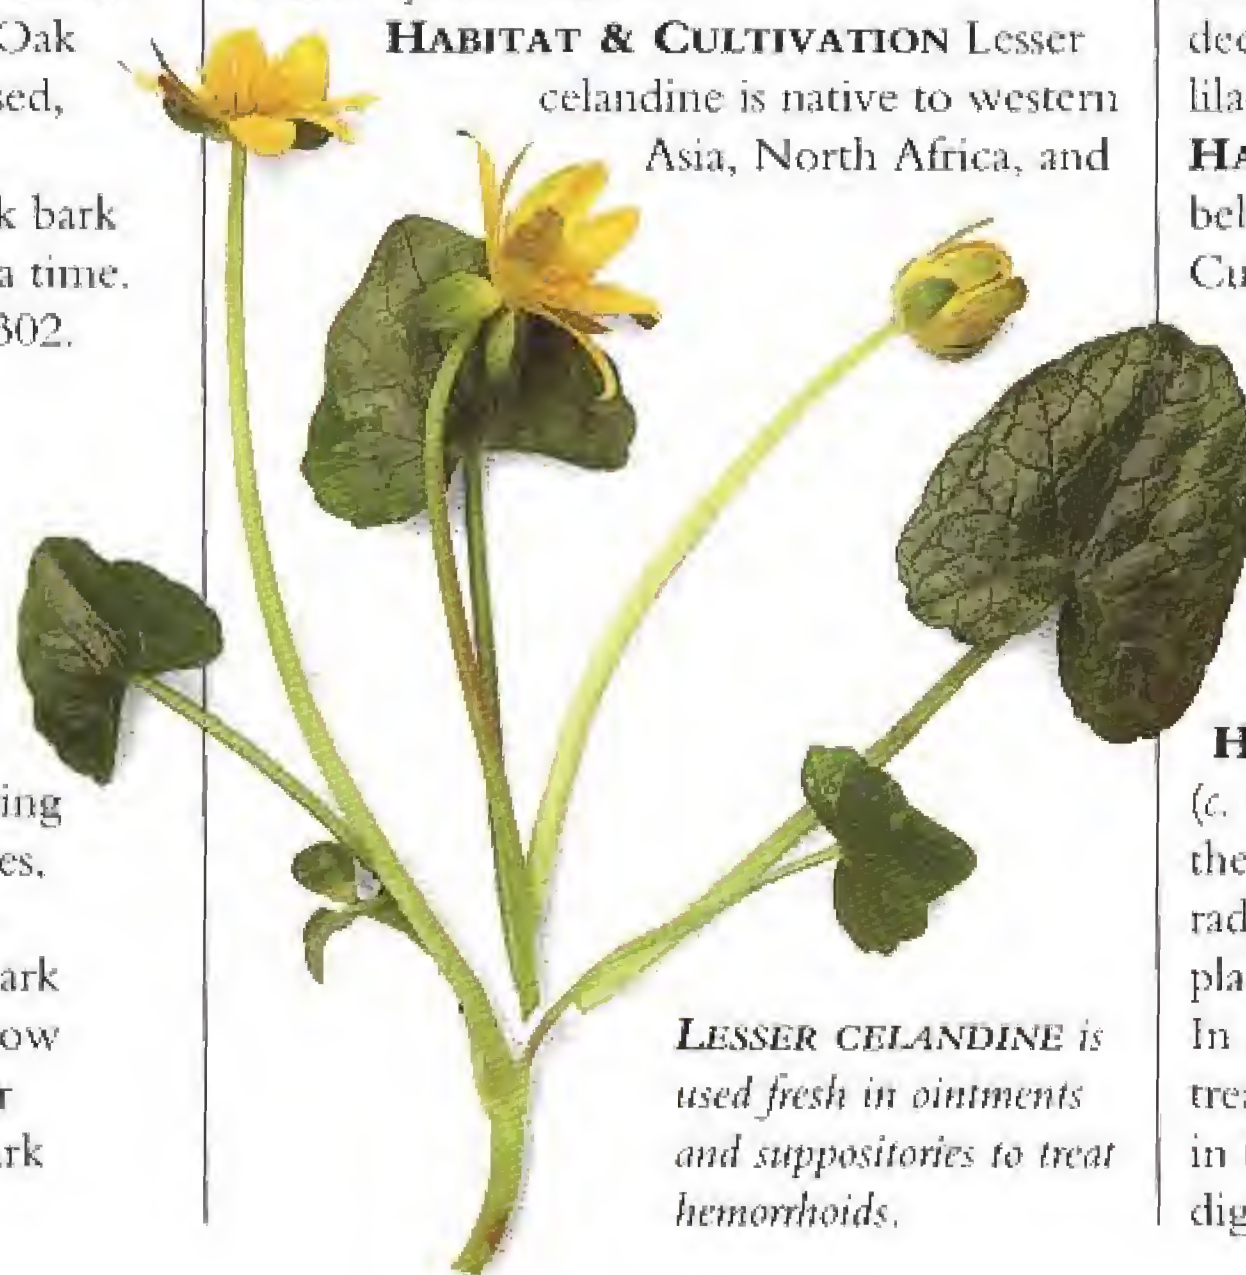 Oak
sed,
k bark
a time.
302.
ing
es,
ark
ow
r
ark
HABITAT & CULTIVATION Lesser
celandine is native to western
Asia, North Africa, and
LESSER CELANDINE is
used fresh in ointments
and suppositories to treat
hemorrhoids.
dec
lila
HA
bel
Cu
H
(c.
the
rad
pla
In
trea
in
dig